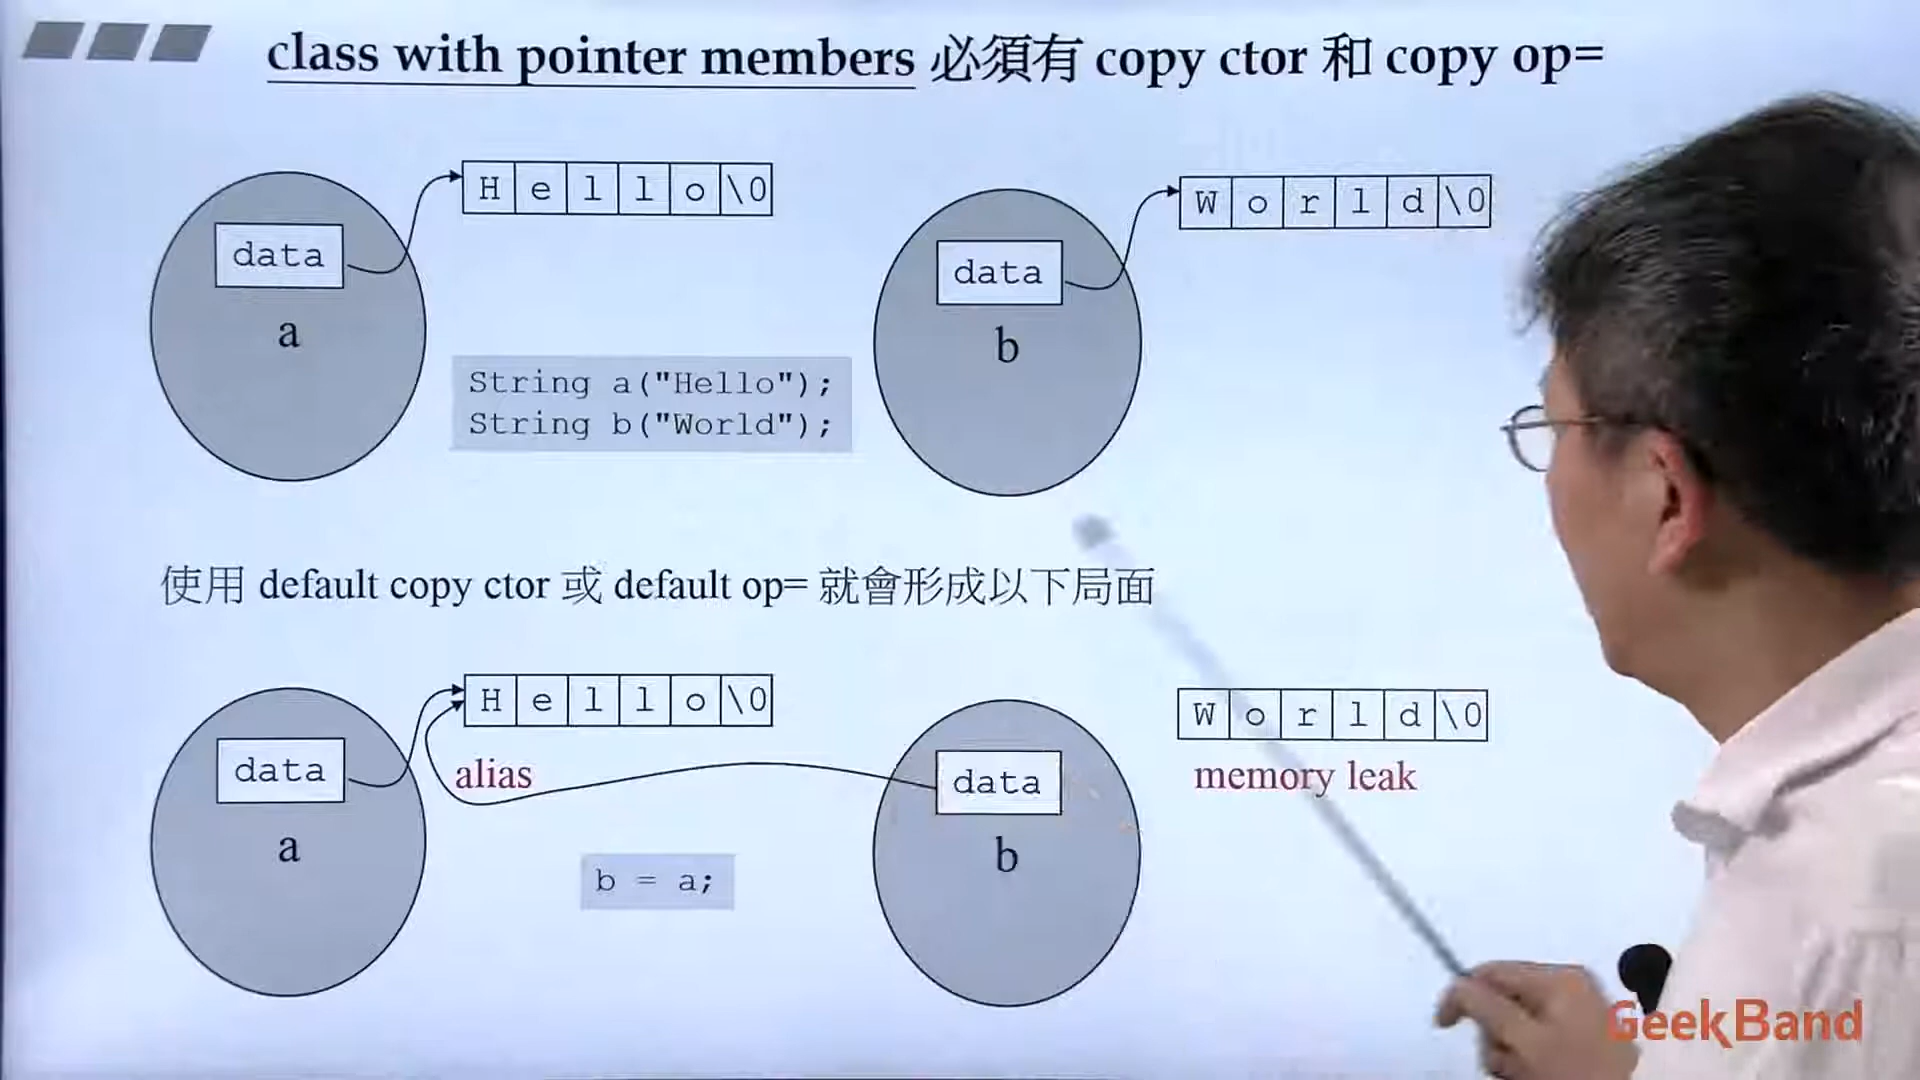 class with pointer members 必須有 copy ctor 和 copy op=
H e l l o \0
W o r l d \0
data
data
a
b
String a("Hello");
String b("World");
使用 default copy ctor 或 default op= 就會形成以下局面
H e l l o \0
W o r l d \0
data
alias
data
memory leak
a
b
b = a;
GeekBand